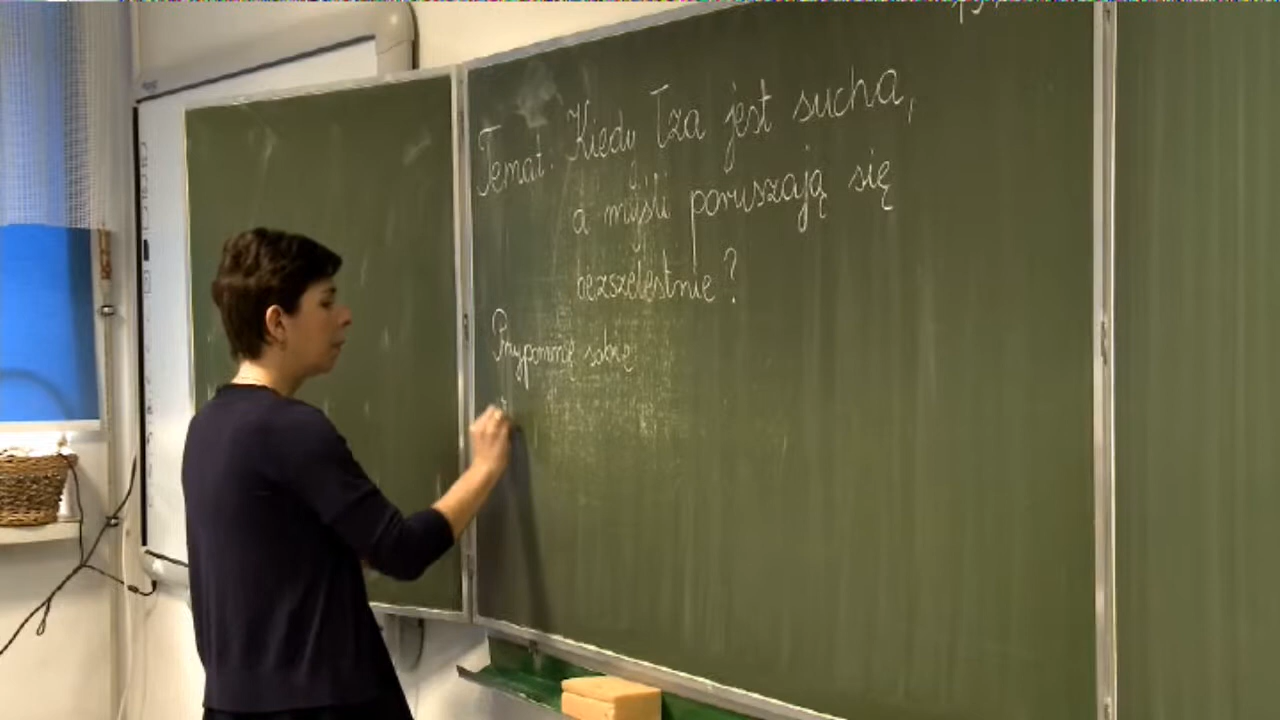 Temat: Kiedy łza jest sucha,
a myśli poruszają się
bezszelestnie?
Przypomnę sobie